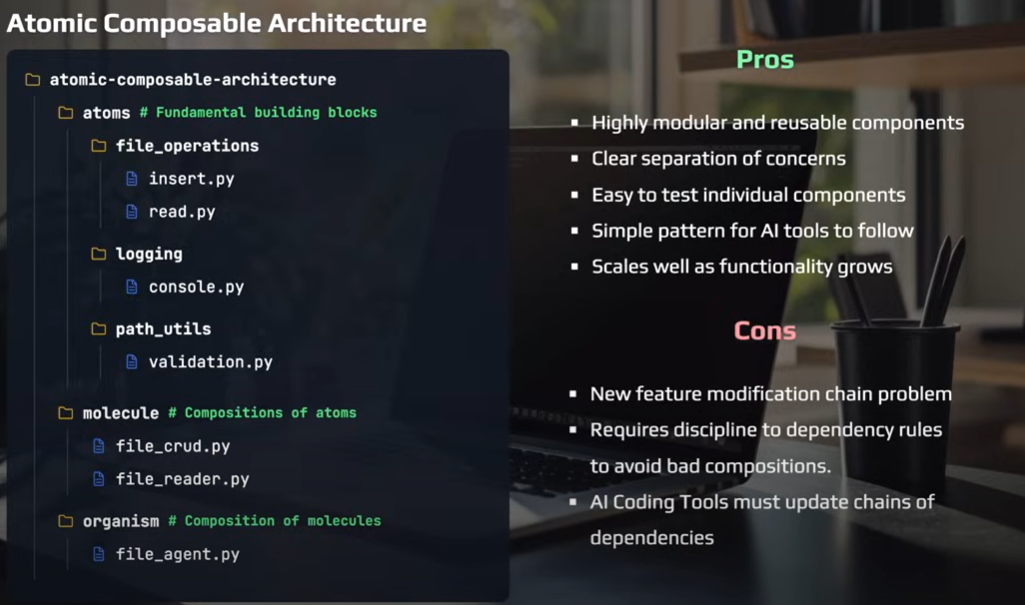 Atomic Composable Architecture
atomic-composable-architecture
atoms # Fundamental building blocks
file_operations
insert.py
read.py
logging
console.py
path_utils
validation.py
molecule # Compositions of atoms
file_crud.py
file_reader.py
organism # Composition of molecules
file_agent.py
Pros
▪ Highly modular and reusable components
▪ Clear separation of concerns
▪ Easy to test individual components
▪ Simple pattern for AI tools to follow
▪ Scales well as functionality grows
Cons
▪ New feature modification chain problem
▪ Requires discipline to dependency rules
to avoid bad compositions.
▪ AI Coding Tools must update chains of
dependencies